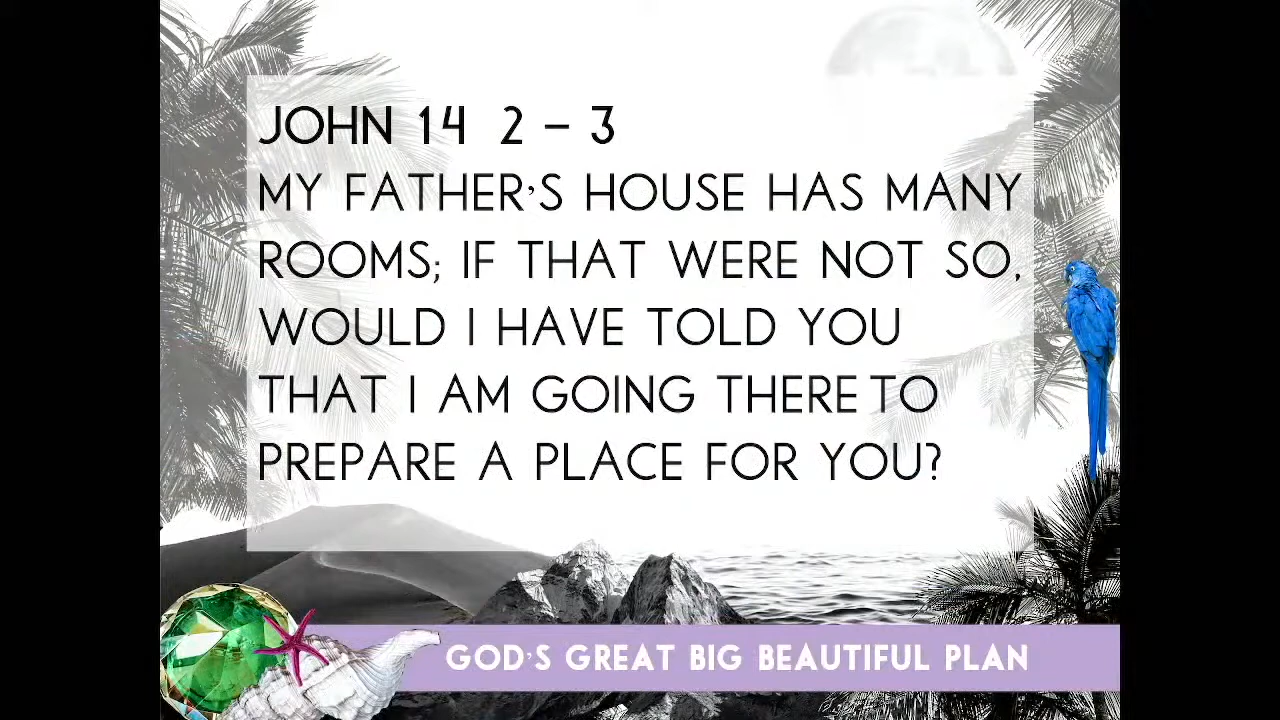 JOHN 14 2 – 3
MY FATHER'S HOUSE HAS MANY
ROOMS; IF THAT WERE NOT SO,
WOULD I HAVE TOLD YOU
THAT I AM GOING THERE TO
PREPARE A PLACE FOR YOU?
GOD'S GREAT BIG BEAUTIFUL PLAN